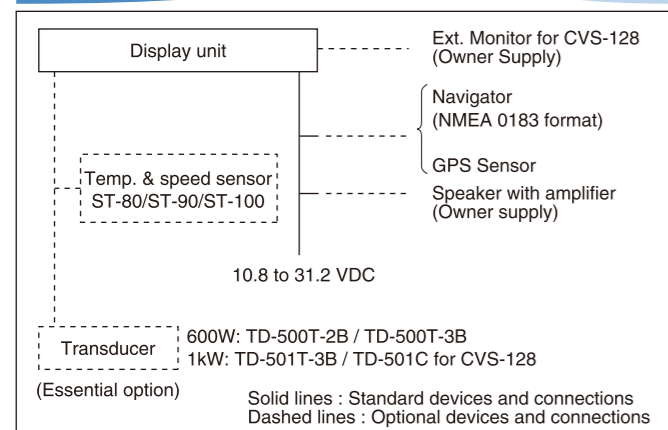 Display unit
Ext. Monitor for CVS-128
(Owner Supply)
Navigator
(NMEA 0183 format)
GPS Sensor
Temp. & speed sensor
ST-80/ST-90/ST-100
Speaker with amplifier
(Owner supply)
10.8 to 31.2 VDC
Transducer
(Essential option)
600W: TD-500T-2B / TD-500T-3B
1kW: TD-501T-3B / TD-501C for CVS-128
Solid lines : Standard devices and connections
Dashed lines : Optional devices and connections